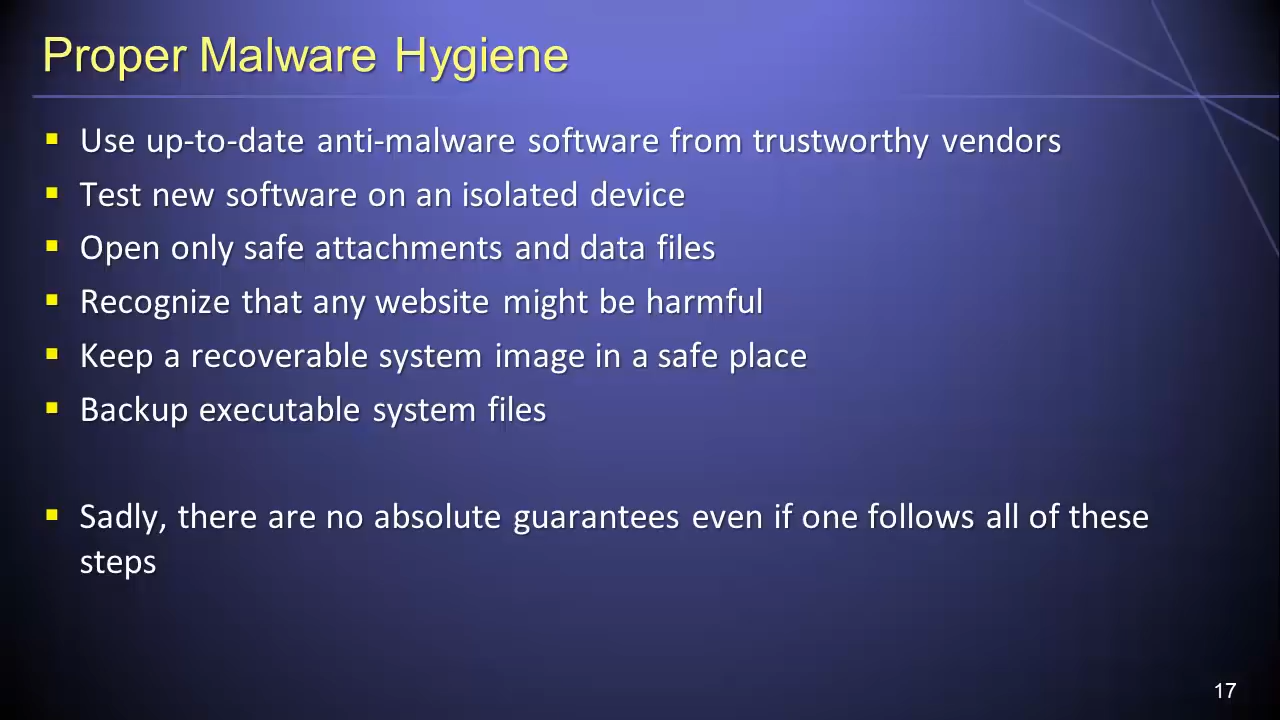 Proper Malware Hygiene
Use up-to-date anti-malware software from trustworthy vendors
Test new software on an isolated device
Open only safe attachments and data files
Recognize that any website might be harmful
Keep a recoverable system image in a safe place
Backup executable system files
Sadly, there are no absolute guarantees even if one follows all of these
steps
17